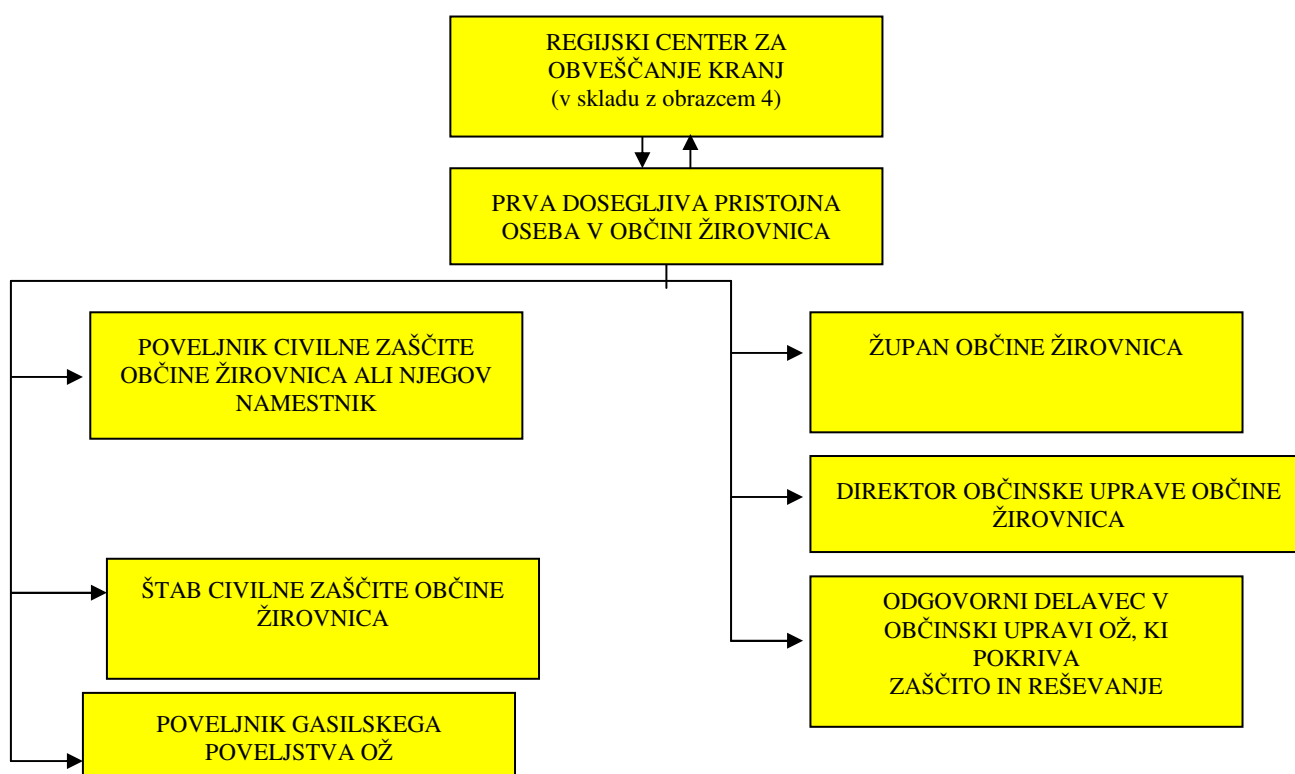 REGIJSKI CENTER ZA
OBVEŠČANJE KRANJ
(v skladu z obrazcem 4)
PRVA DOSEGLJIVA PRISTOJNA
OSEBA V OBČINI ŽIROVNICA
POVELJNIK CIVILNE ZAŠČITE
OBČINE ŽIROVNICA ALI NJEGOV
NAMESTNIK
ŠTAB CIVILNE ZAŠČITE OBČINE
ŽIROVNICA
POVELJNIK GASILSKEGA
POVELJSTVA OŽ
ŽUPAN OBČINE ŽIROVNICA
DIREKTOR OBČINSKE UPRAVE OBČINE
ŽIROVNICA
ODGOVORNI DELAVEC V
OBČINSKI UPRAVI OŽ, KI
POKRIVA
ZAŠČITO IN REŠEVANJE